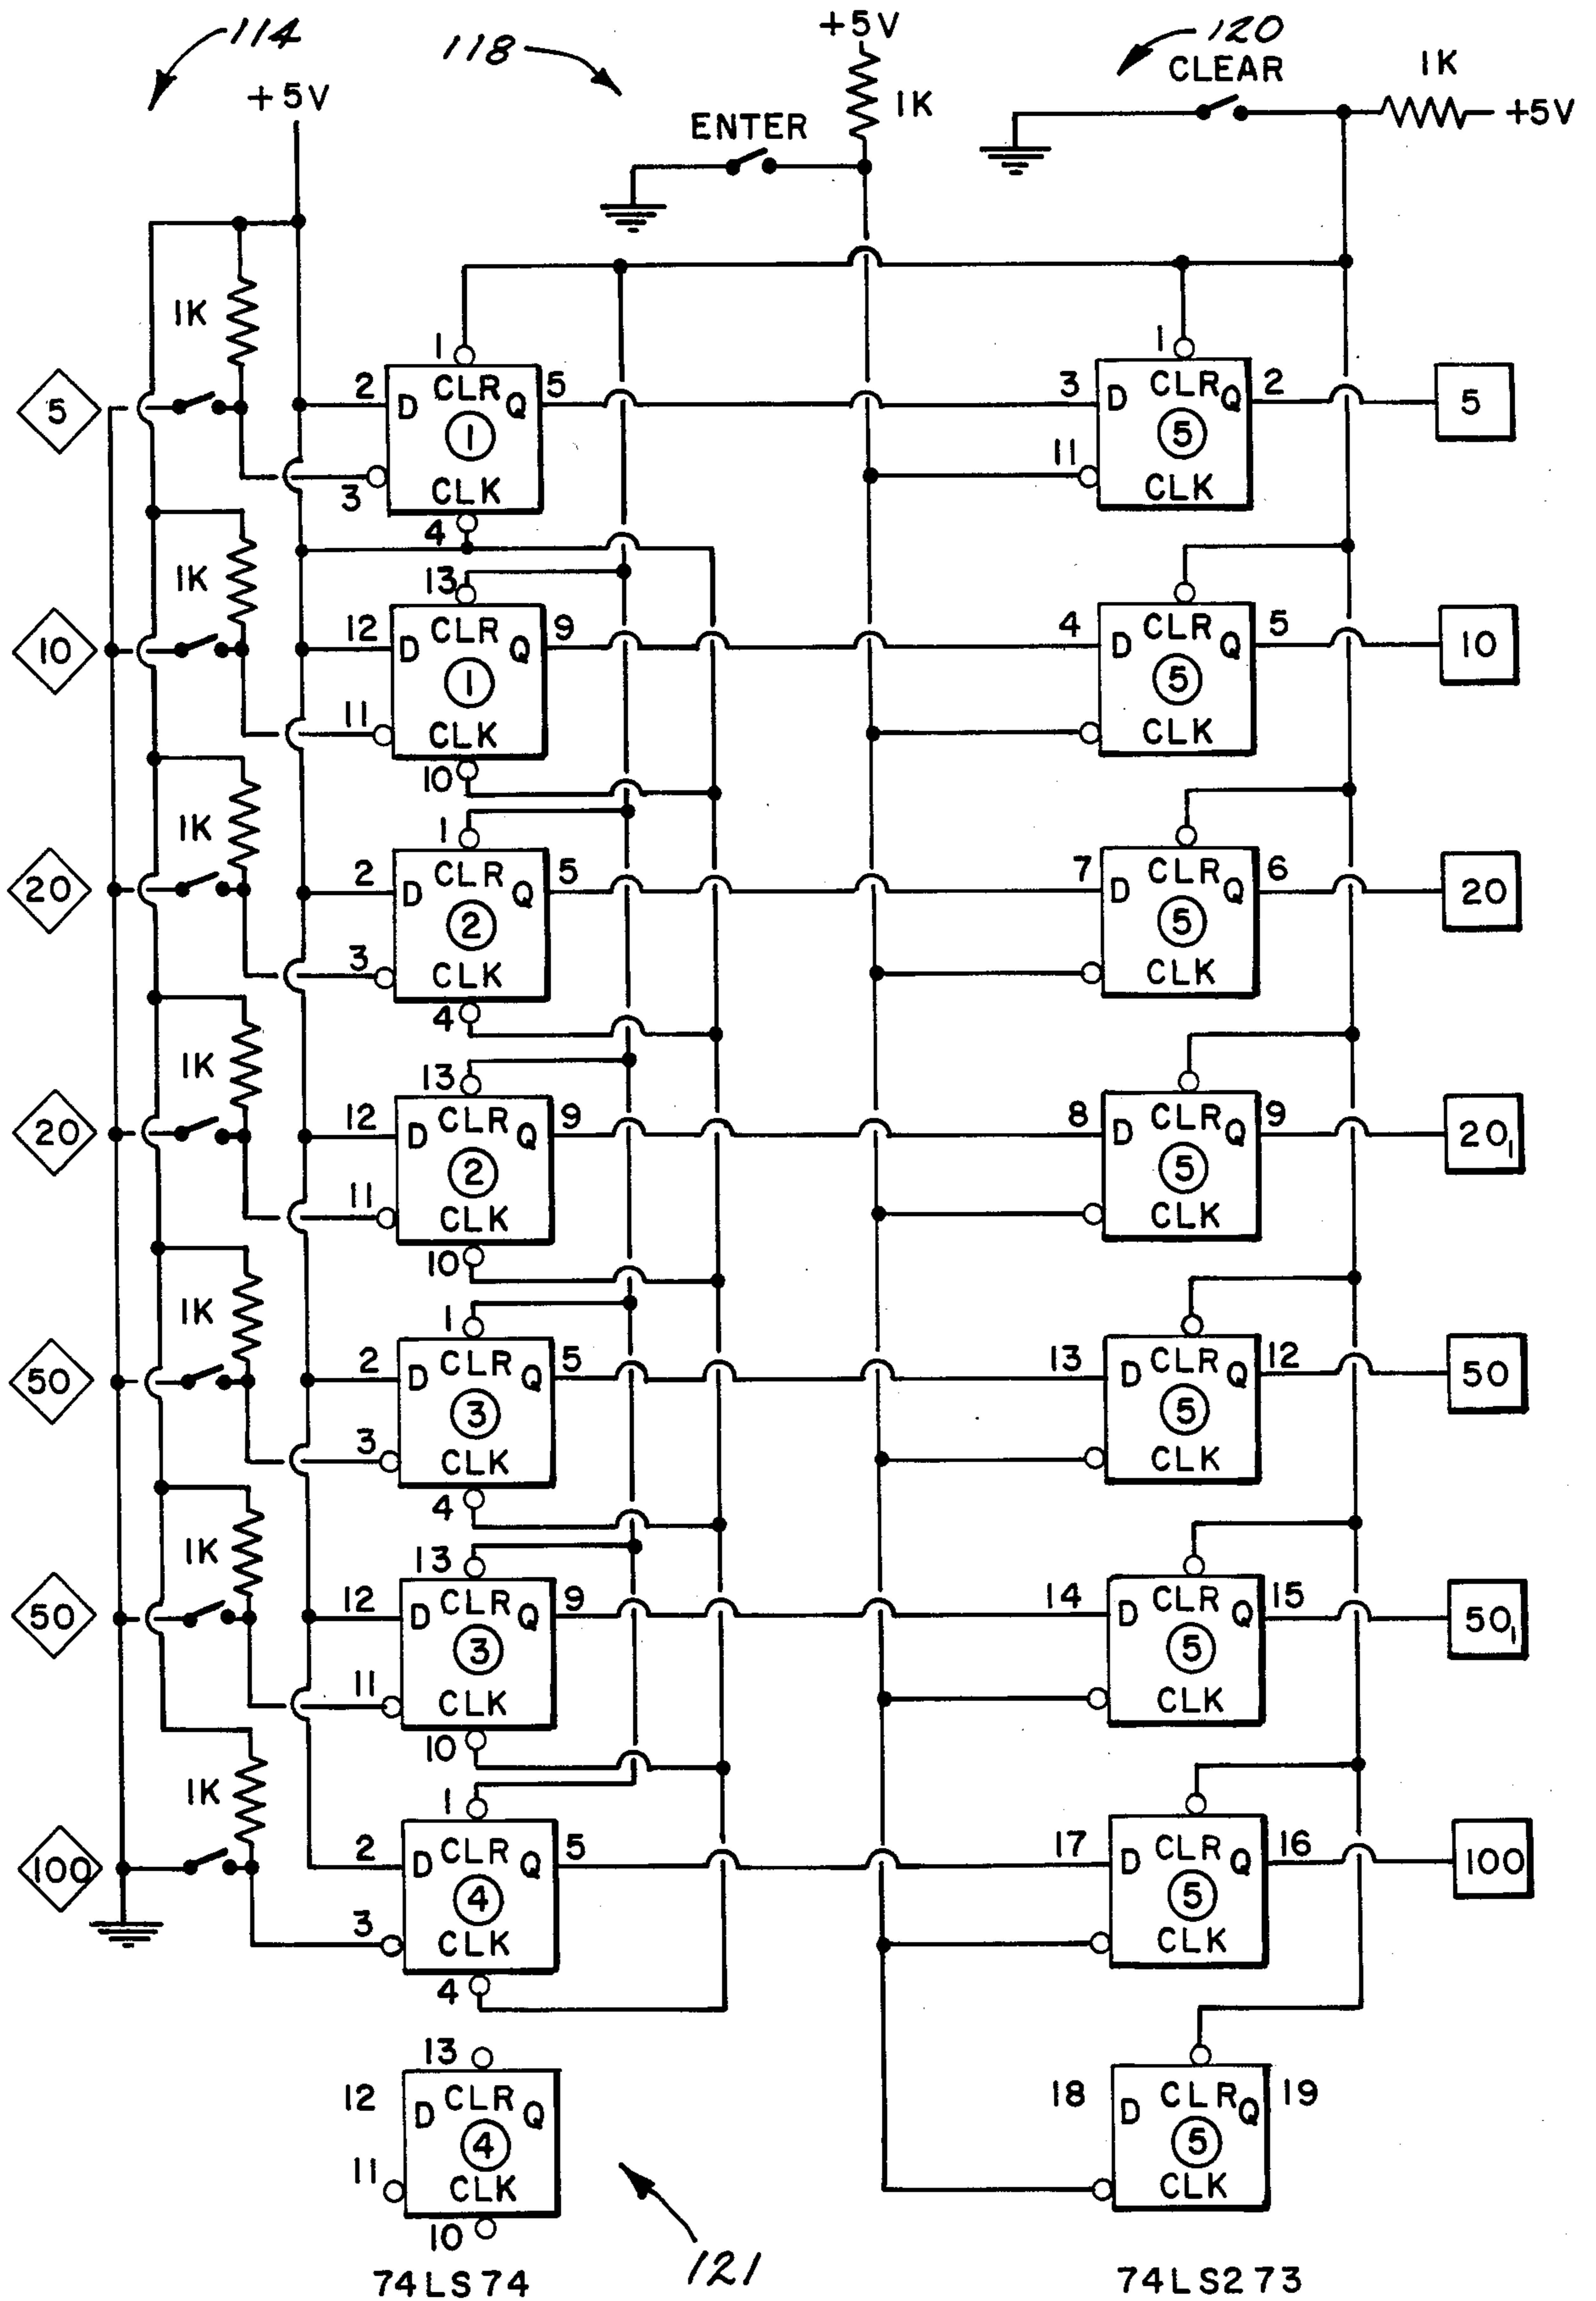 114
118
+5V
120
CLEAR
1K
+5V
+5V
1K
ENTER
1K
5
1
2 D CLR Q 5
1
3 CLK
4
1
3 D CLR Q 2
5
11 CLK
5
1K
10
13
12 D CLR Q 9
1
11 CLK
10
4 D CLR Q 5
5
CLK
10
1K
20
1
2 D CLR Q 5
2
3 CLK
4
7 D CLR Q 6
5
CLK
20
1K
20
13
12 D CLR Q 9
2
11 CLK
10
8 D CLR Q 9
5
CLK
20₁
1K
50
1
2 D CLR Q 5
3
3 CLK
4
13 D CLR Q 12
5
CLK
50
1K
50
13
12 D CLR Q 9
3
11 CLK
10
14 D CLR Q 15
5
CLK
50₁
1K
100
1
2 D CLR Q 5
4
3 CLK
4
17 D CLR Q 16
5
CLK
100
13
12 D CLR Q
4
11 CLK
10
18 D CLR Q 19
5
CLK
74LS74
121
74LS273